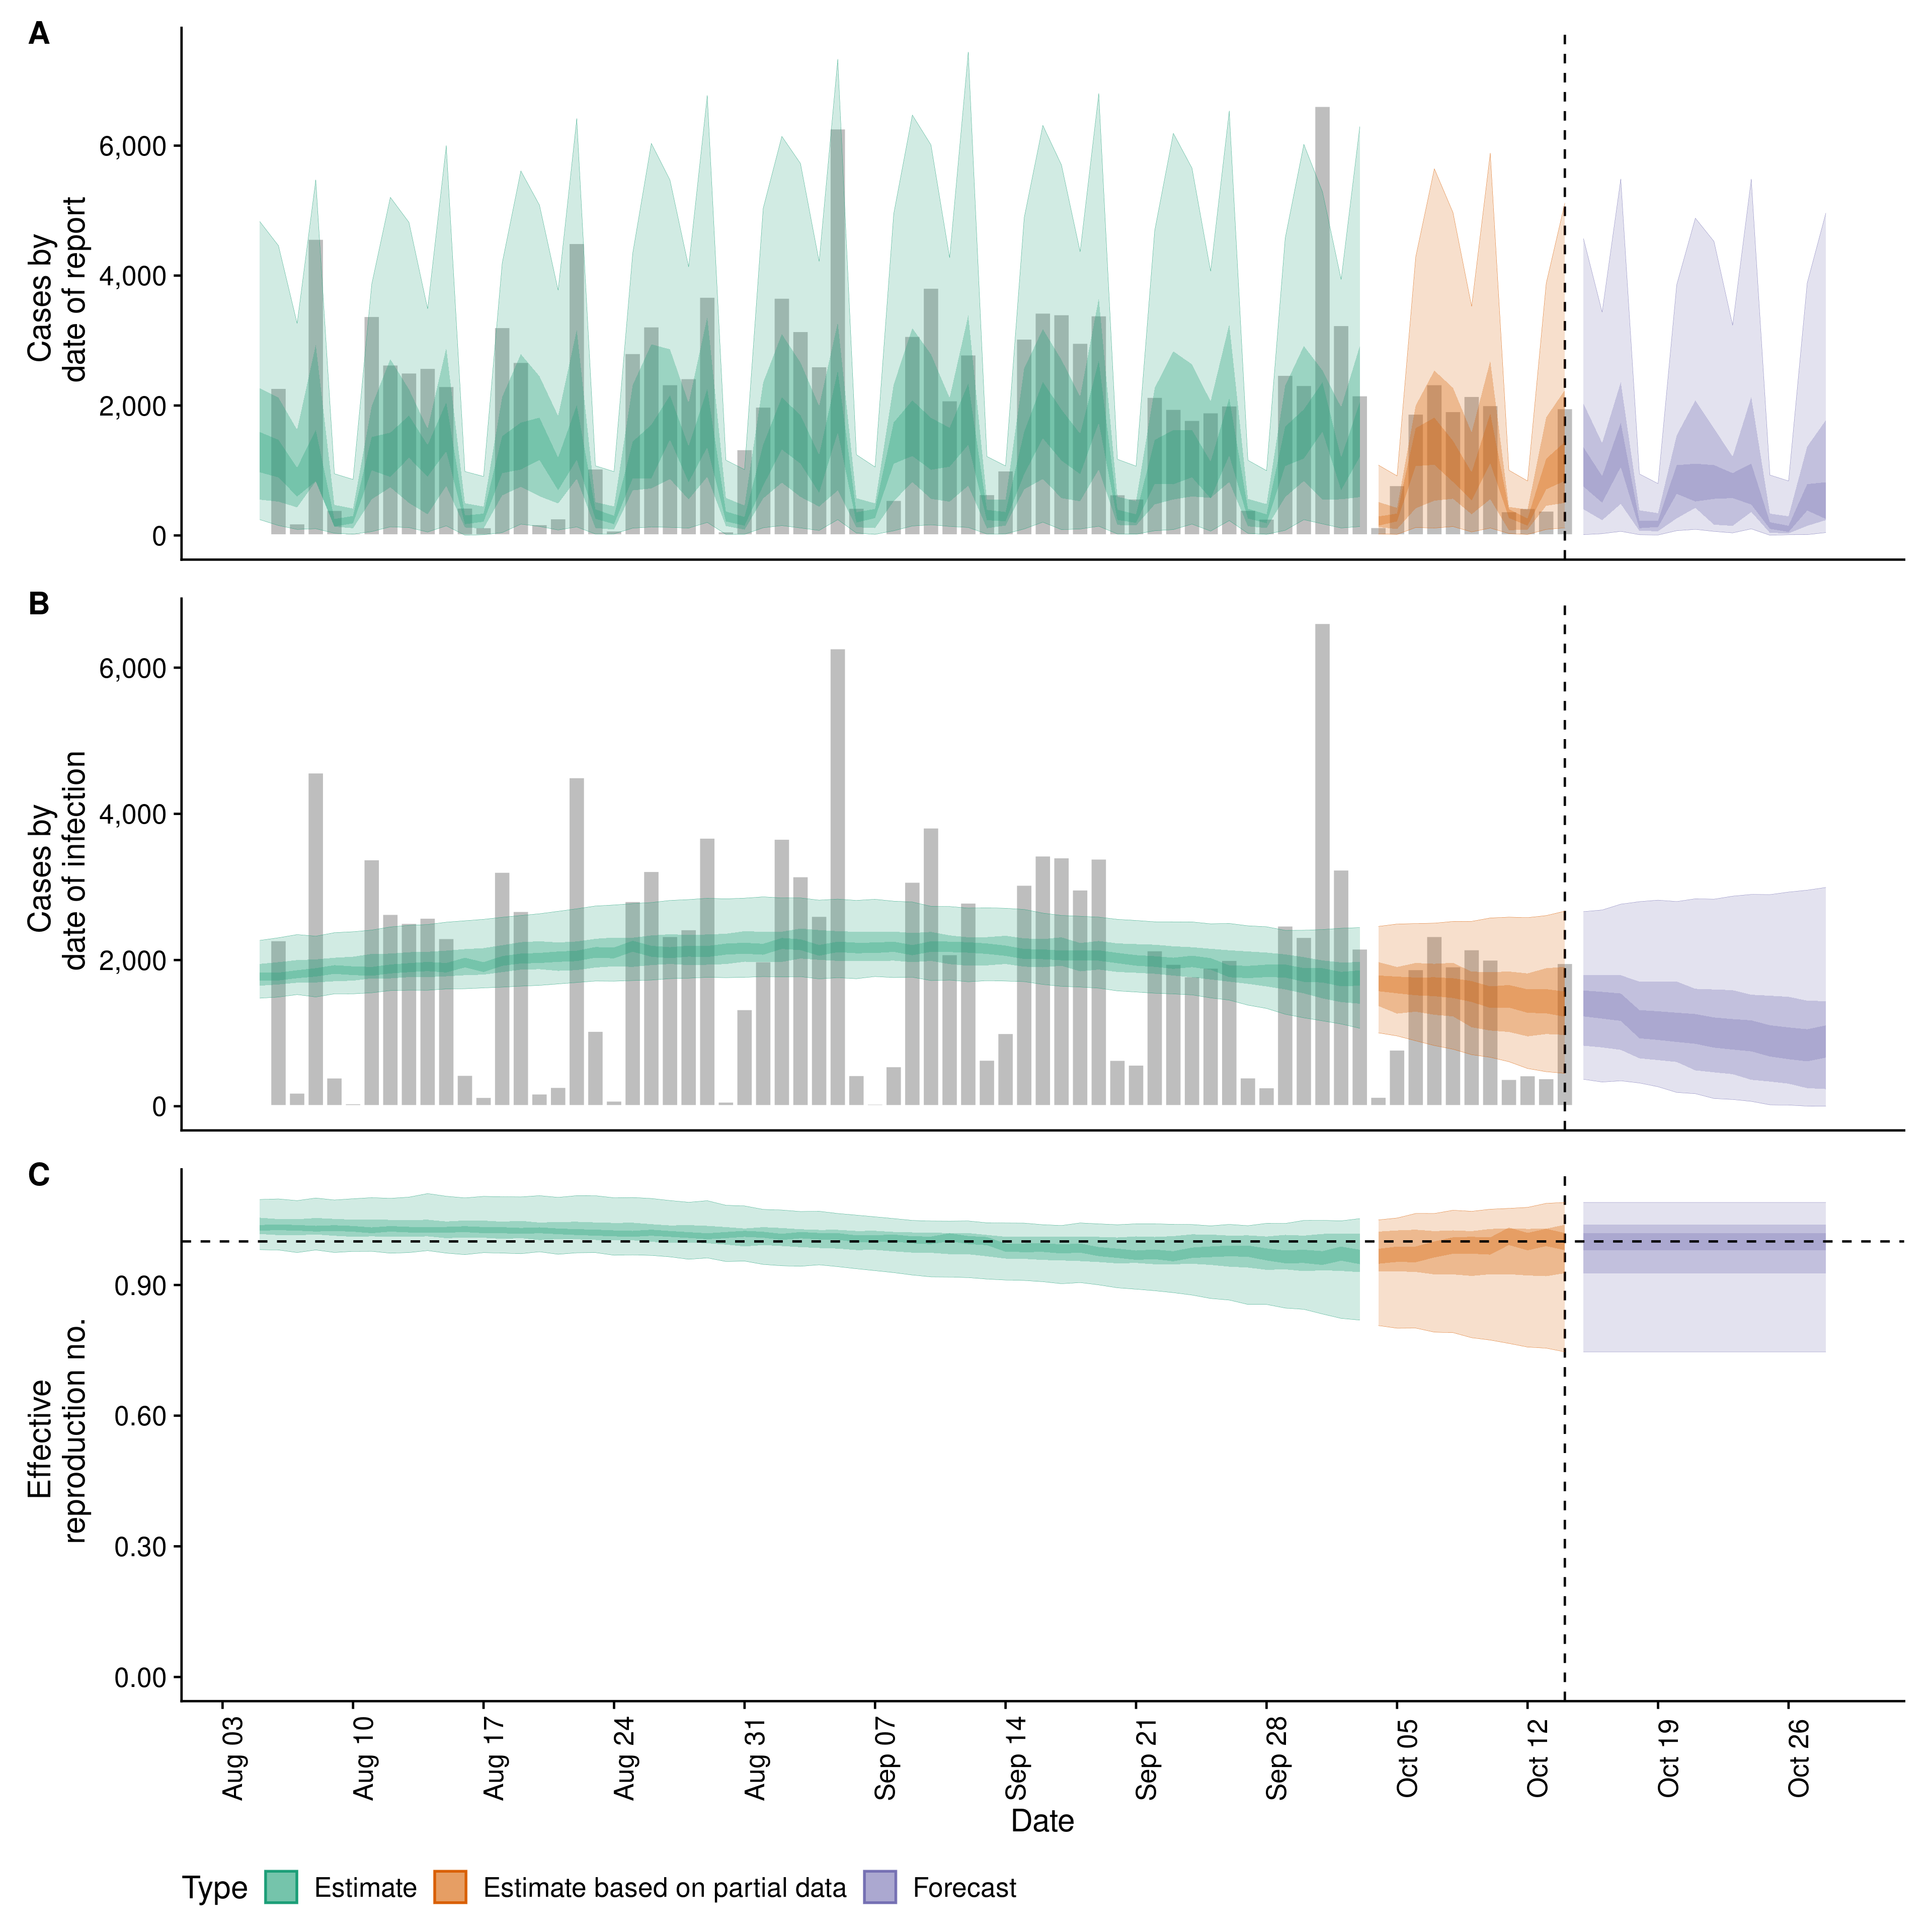 A
Cases by
date of report
6,000
4,000
2,000
0
B
Cases by
date of infection
6,000
4,000
2,000
0
C
Effective
reproduction no.
0.90
0.60
0.30
0.00
Aug 03
Aug 10
Aug 17
Aug 24
Aug 31
Sep 07
Sep 14
Sep 21
Sep 28
Oct 05
Oct 12
Oct 19
Oct 26
Date
Type Estimate Estimate based on partial data Forecast